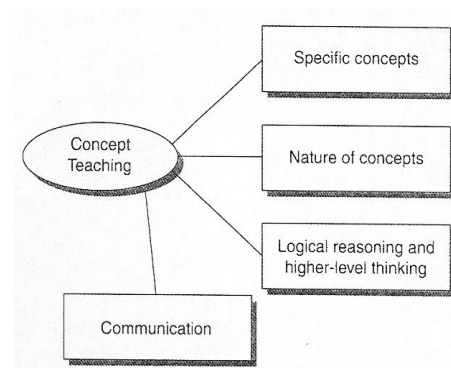 Specific concepts
Concept
Teaching
Nature of concepts
Logical reasoning and
higher-level thinking
Communication